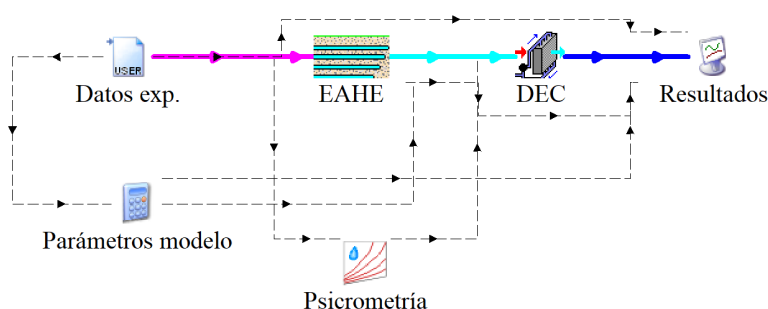 USER
Datos exp.
EAHE
DEC
Resultados
Parámetros modelo
Psicrometría